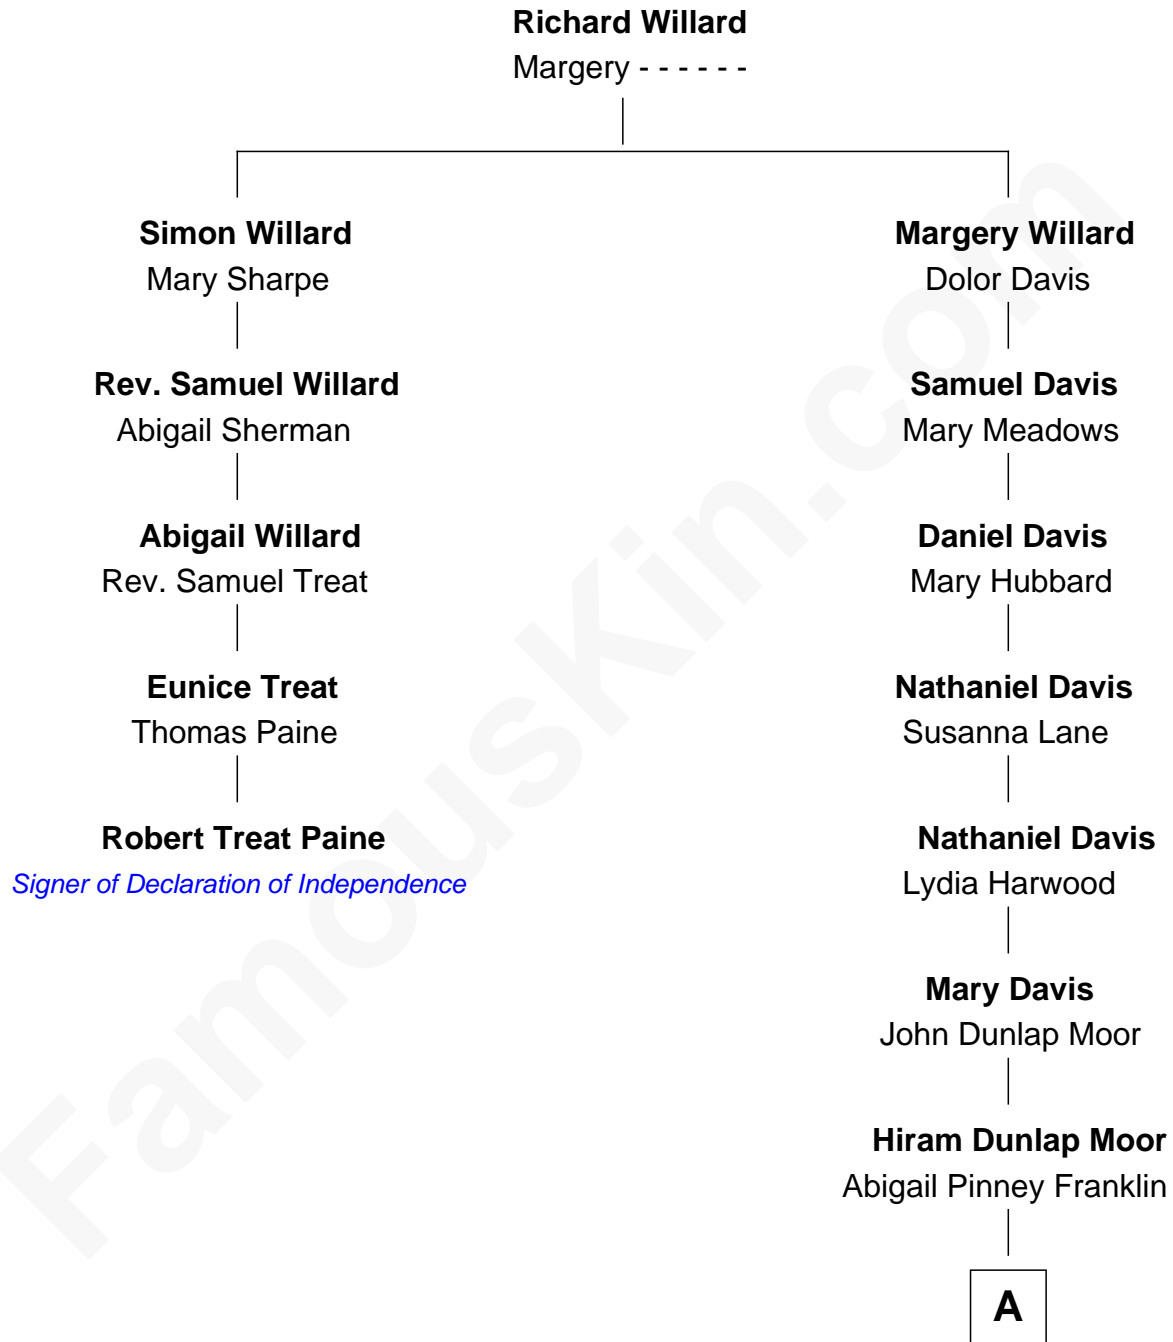 Richard Willard
Margery - - - - - -
Simon Willard
Mary Sharpe
Margery Willard
Dolor Davis
Rev. Samuel Willard
Abigail Sherman
Samuel Davis
Mary Meadows
Abigail Willard
Rev. Samuel Treat
Daniel Davis
Mary Hubbard
Eunice Treat
Thomas Paine
Nathaniel Davis
Susanna Lane
Robert Treat Paine
Signer of Declaration of Independence
Nathaniel Davis
Lydia Harwood
Mary Davis
John Dunlap Moor
Hiram Dunlap Moor
Abigail Pinney Franklin
A
FamousKin.com